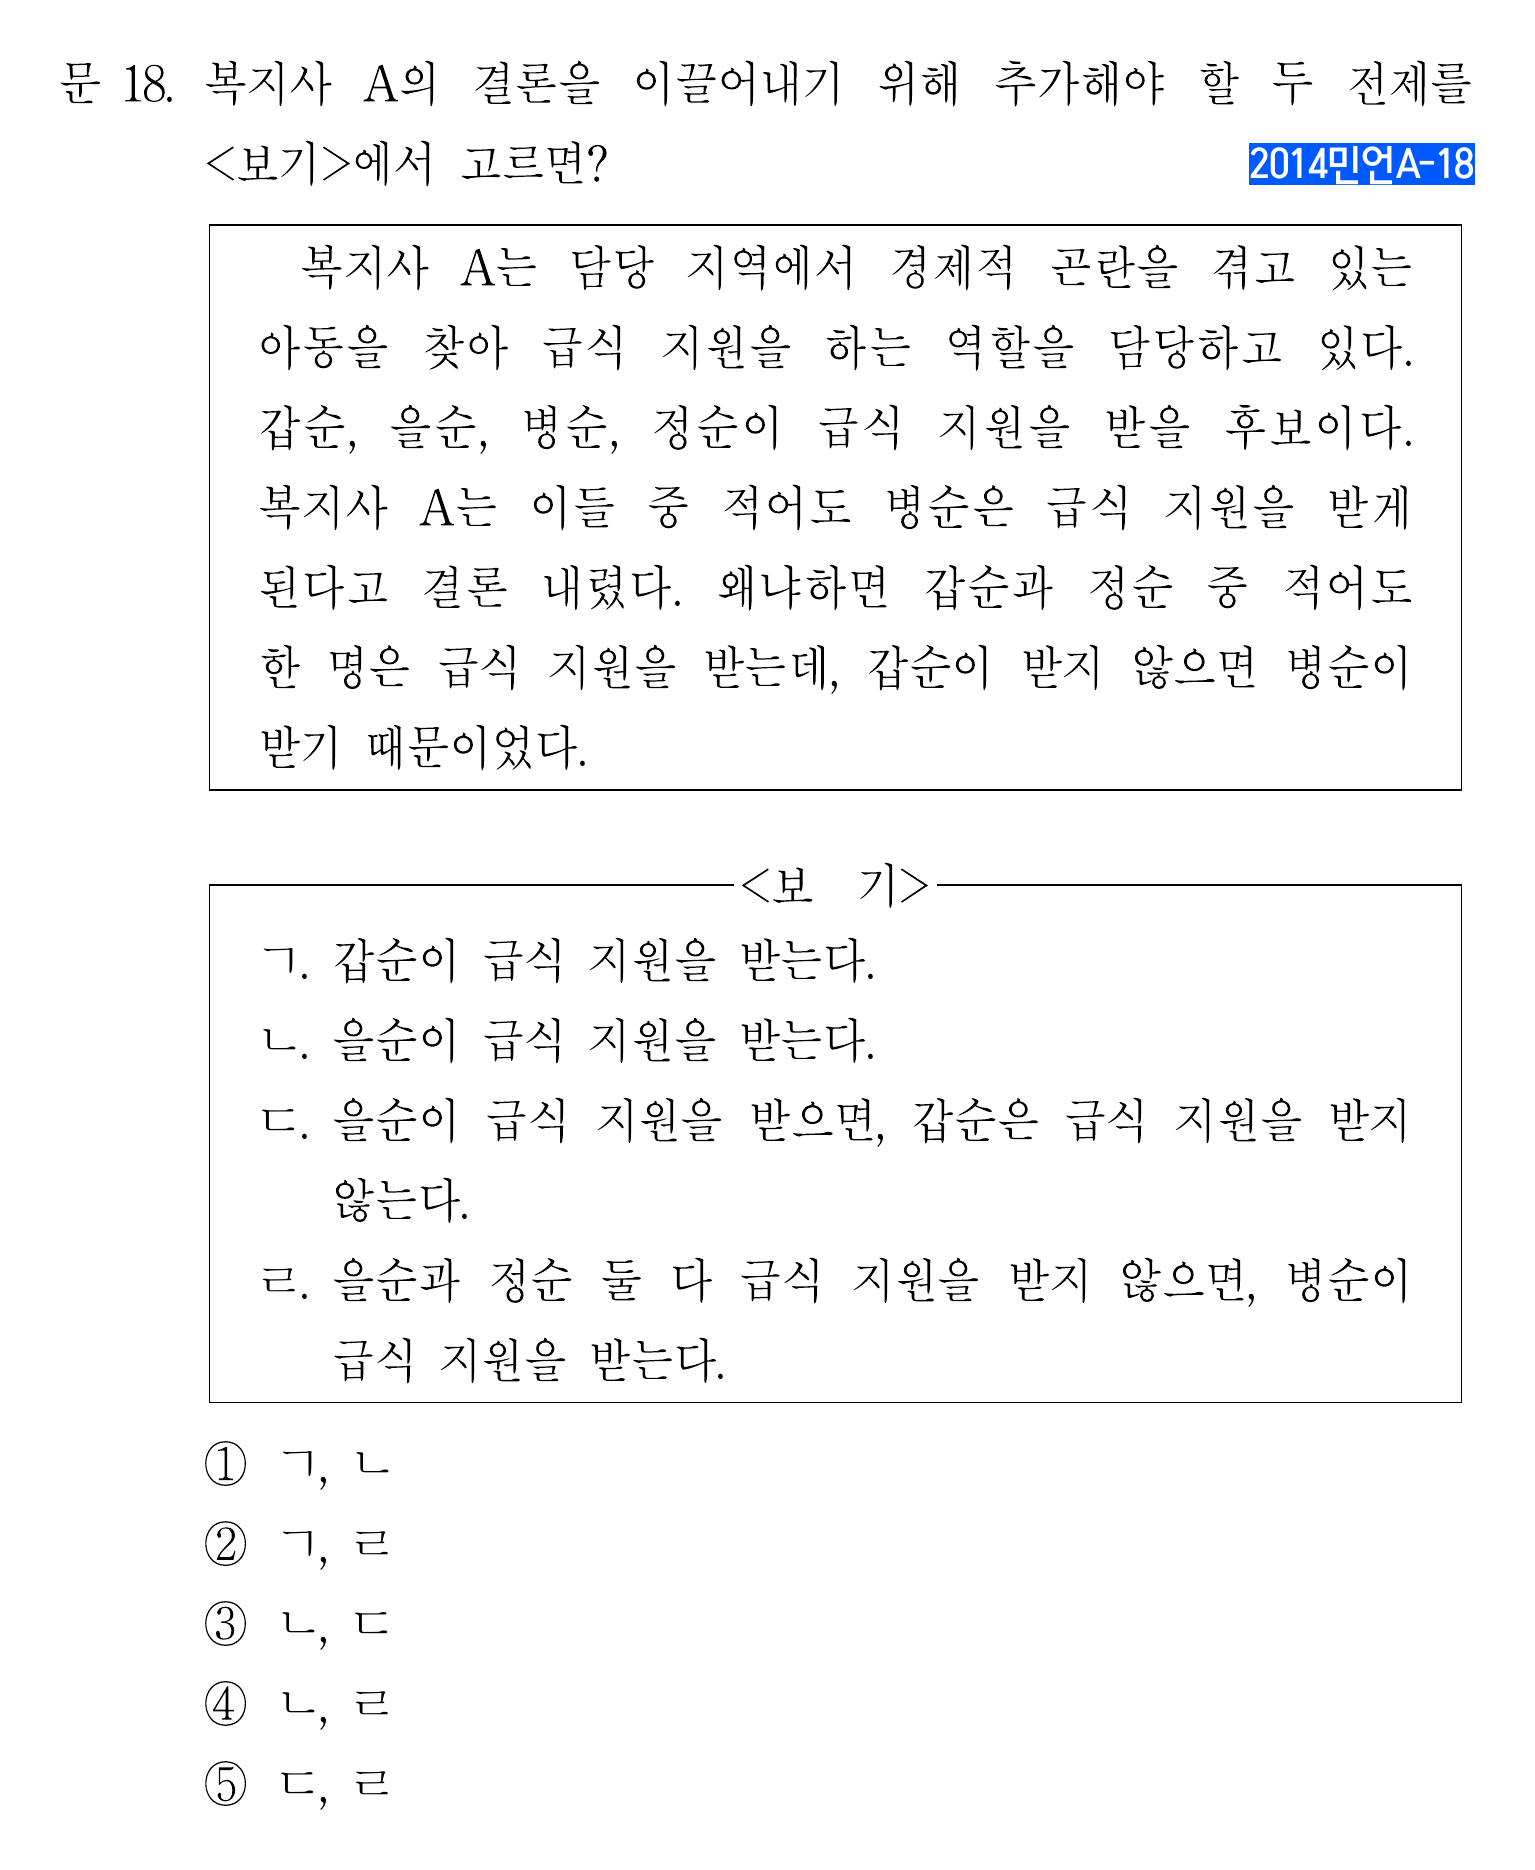 문 18. 복지사 A의 결론을 이끌어내기 위해 추가해야 할 두 전제를
<보기>에서 고르면? 2014민언A-18
복지사 A는 담당 지역에서 경제적 곤란을 겪고 있는
아동을 찾아 급식 지원을 하는 역할을 담당하고 있다.
갑순, 을순, 병순, 정순이 급식 지원을 받을 후보이다.
복지사 A는 이들 중 적어도 병순은 급식 지원을 받게
된다고 결론 내렸다. 왜냐하면 갑순과 정순 중 적어도
한 명은 급식 지원을 받는데, 갑순이 받지 않으면 병순이
받기 때문이었다.
<보 기>
ㄱ. 갑순이 급식 지원을 받는다.
ㄴ. 을순이 급식 지원을 받는다.
ㄷ. 을순이 급식 지원을 받으면, 갑순은 급식 지원을 받지
않는다.
ㄹ. 을순과 정순 둘 다 급식 지원을 받지 않으면, 병순이
급식 지원을 받는다.
① ㄱ, ㄴ
② ㄱ, ㄹ
③ ㄴ, ㄷ
④ ㄴ, ㄹ
⑤ ㄷ, ㄹ